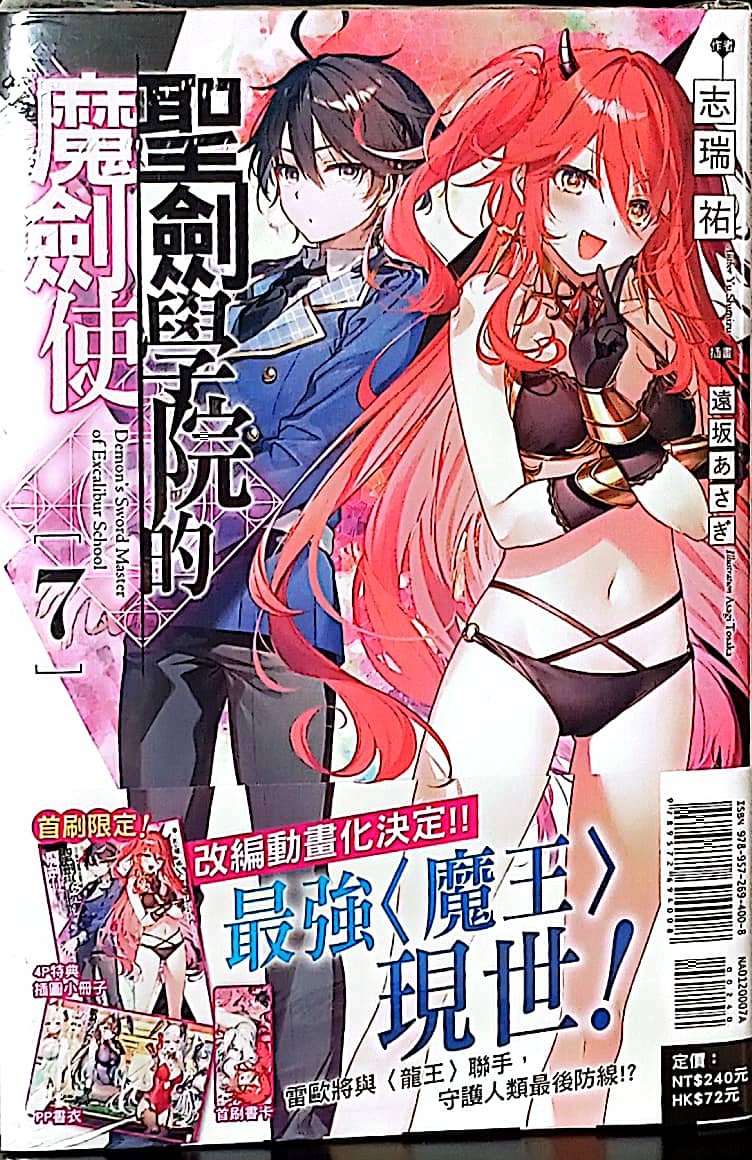 聖劍學院的
魔劍使
Demon's Sword Master
of Excalibur School
[7]
作者
志瑞祐
插畫
遠坂あさぎ
Illustration Asagi Tosaka
首刷限定!
4P特典
插圖小冊子
PP書衣
首刷書卡
改編動畫化決定!!
最強〈魔王〉
現世!
雷歐將與〈龍王〉聯手，
守護人類最後防線!?
ISBN 978-957-269-400-8
定價：
NT$240元
HK$72元